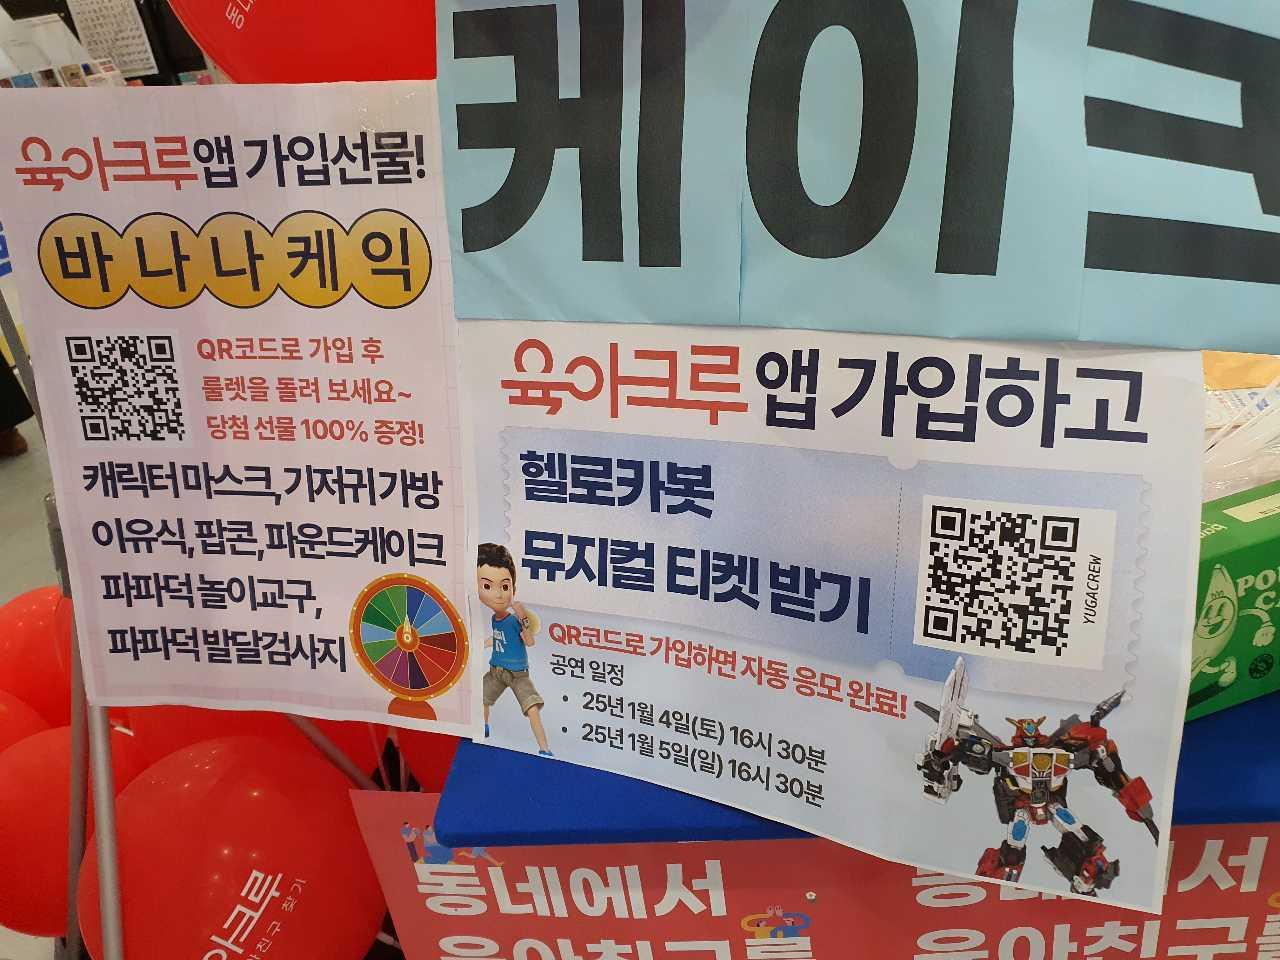 케이크
육아크루 앱 가입선물!
바나나케익
QR코드로 가입 후
룰렛을 돌려 보세요~
당첨 선물 100% 증정!
캐릭터 마스크, 기저귀 가방
이유식, 팝콘, 파운드케이크
파파덕 놀이교구,
파파덕 발달검사지
육아크루 앱 가입하고
헬로카봇
뮤지컬 티켓 받기
YUGACREW
QR코드로 가입하면 자동 응모 완료!
공연 일정
• 25년 1월 4일(토) 16시 30분
• 25년 1월 5일(일) 16시 30분
동네에서
육아친구를